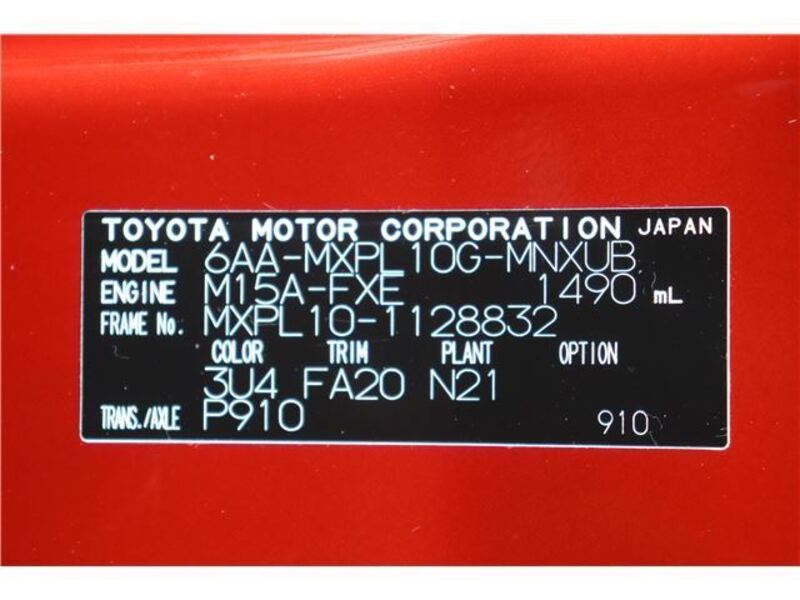 TOYOTA MOTOR CORPORATION JAPAN
MODEL 6AA-MXPL10G-MNXUB
ENGINE M15A-FXE 1490 mL
FRAME No. MXPL10-1128832
COLOR TRIM PLANT OPTION
3U4 FA20 N21
TRANS./AXLE P910 910